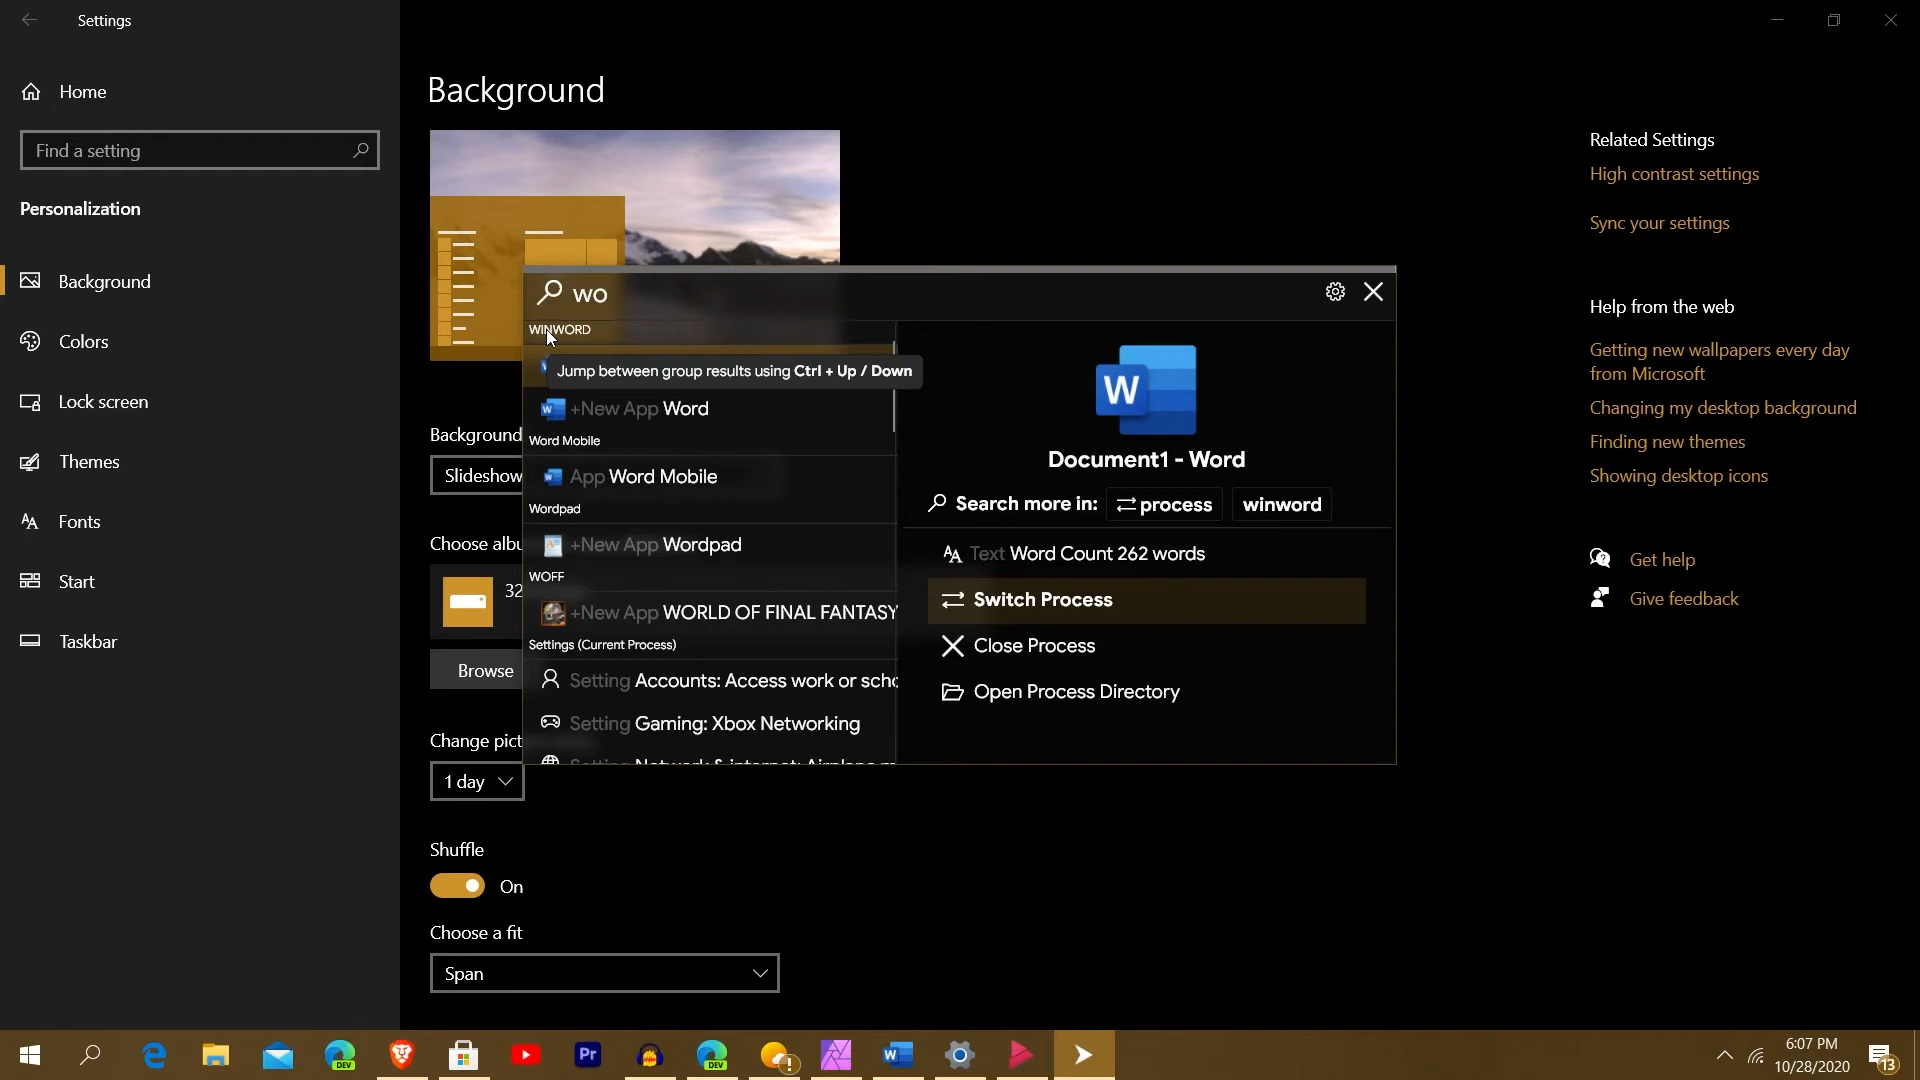 Settings
Home
Find a setting
Personalization
Background
Colors
Lock screen
Themes
Fonts
Start
Taskbar
Background
wo
WINWORD
Jump between group results using Ctrl + Up / Down
+New App Word
Word Mobile
App Word Mobile
Wordpad
+New App Wordpad
WOFF
+New App WORLD OF FINAL FANTASY
Settings (Current Process)
Setting Accounts: Access work or scho
Setting Gaming: Xbox Networking
W
Document1 - Word
Search more in: process winword
Text Word Count 262 words
Switch Process
Close Process
Open Process Directory
Background
Slideshow
Choose albu
32
Browse
Change pict
1 day
Shuffle
On
Choose a fit
Span
Related Settings
High contrast settings
Sync your settings
Help from the web
Getting new wallpapers every day
from Microsoft
Changing my desktop background
Finding new themes
Showing desktop icons
Get help
Give feedback
DEV
Pr
DEV
W
6:07 PM
10/28/2020
13